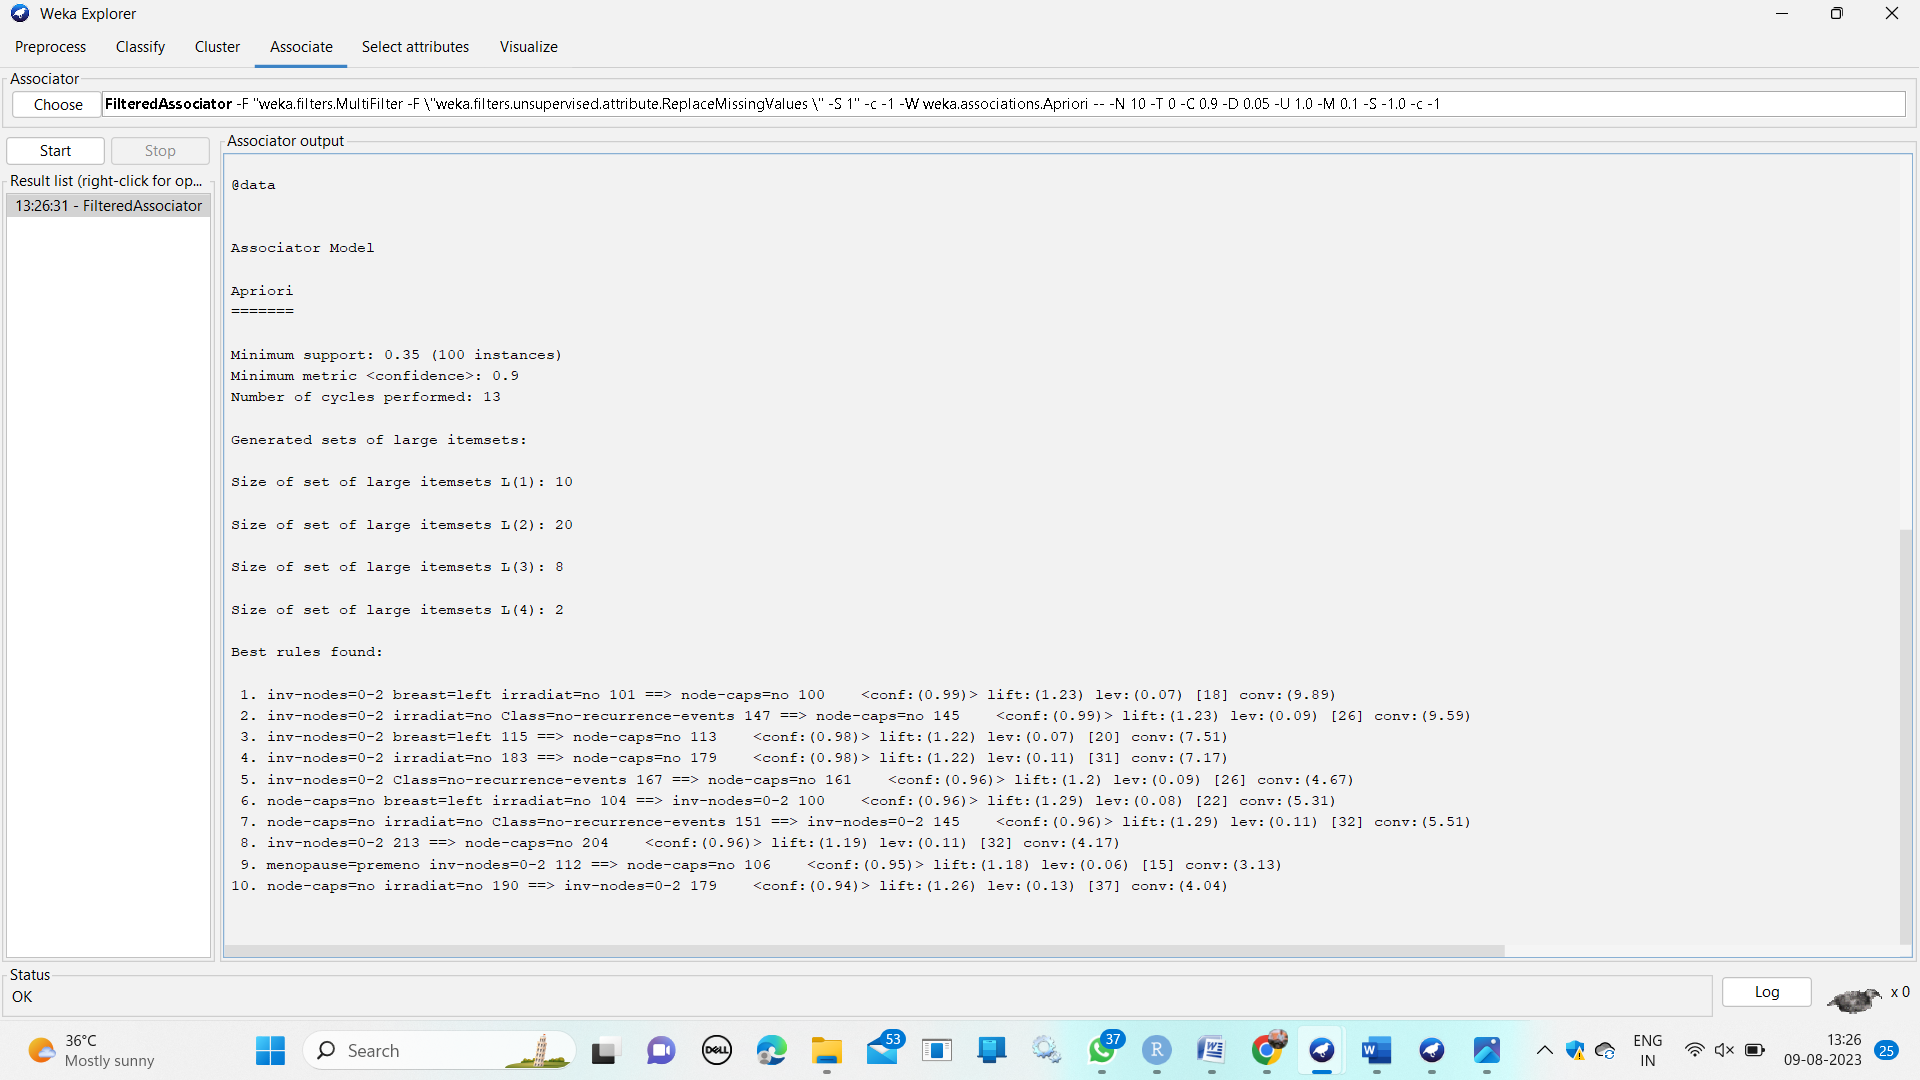 Weka Explorer
Preprocess Classify Cluster Associate Select attributes Visualize
Associator
Choose FilteredAssociator -F "weka.filters.MultiFilter -F \"weka.filters.unsupervised.attribute.ReplaceMissingValues \" -S 1" -c -1 -W weka.associations.Apriori -- -N 10 -T 0 -C 0.9 -D 0.05 -U 1.0 -M 0.1 -S -1.0 -c -1
Start Stop
Result list (right-click for op...
13:26:31 - FilteredAssociator
Associator output
@data
Associator Model
Apriori
=======
Minimum support: 0.35 (100 instances)
Minimum metric <confidence>: 0.9
Number of cycles performed: 13
Generated sets of large itemsets:
Size of set of large itemsets L(1): 10
Size of set of large itemsets L(2): 20
Size of set of large itemsets L(3): 8
Size of set of large itemsets L(4): 2
Best rules found:
1. inv-nodes=0-2 breast=left irradiat=no 101 ==> node-caps=no 100 <conf:(0.99)> lift:(1.23) lev:(0.07) [18] conv:(9.89)
2. inv-nodes=0-2 irradiat=no Class=no-recurrence-events 147 ==> node-caps=no 145 <conf:(0.99)> lift:(1.23) lev:(0.09) [26] conv:(9.59)
3. inv-nodes=0-2 breast=left 115 ==> node-caps=no 113 <conf:(0.98)> lift:(1.22) lev:(0.07) [20] conv:(7.51)
4. inv-nodes=0-2 irradiat=no 183 ==> node-caps=no 179 <conf:(0.98)> lift:(1.22) lev:(0.11) [31] conv:(7.17)
5. inv-nodes=0-2 Class=no-recurrence-events 167 ==> node-caps=no 161 <conf:(0.96)> lift:(1.2) lev:(0.09) [26] conv:(4.67)
6. node-caps=no breast=left irradiat=no 104 ==> inv-nodes=0-2 100 <conf:(0.96)> lift:(1.29) lev:(0.08) [22] conv:(5.31)
7. node-caps=no irradiat=no Class=no-recurrence-events 151 ==> inv-nodes=0-2 145 <conf:(0.96)> lift:(1.29) lev:(0.11) [32] conv:(5.51)
8. inv-nodes=0-2 213 ==> node-caps=no 204 <conf:(0.96)> lift:(1.19) lev:(0.11) [32] conv:(4.17)
9. menopause=premeno inv-nodes=0-2 112 ==> node-caps=no 106 <conf:(0.95)> lift:(1.18) lev:(0.06) [15] conv:(3.13)
10. node-caps=no irradiat=no 190 ==> inv-nodes=0-2 179 <conf:(0.94)> lift:(1.26) lev:(0.13) [37] conv:(4.04)
Status
OK
Log
x 0
36°C
Mostly sunny
Search
DELL
53
37
R
W
ENG
IN
13:26
09-08-2023
25